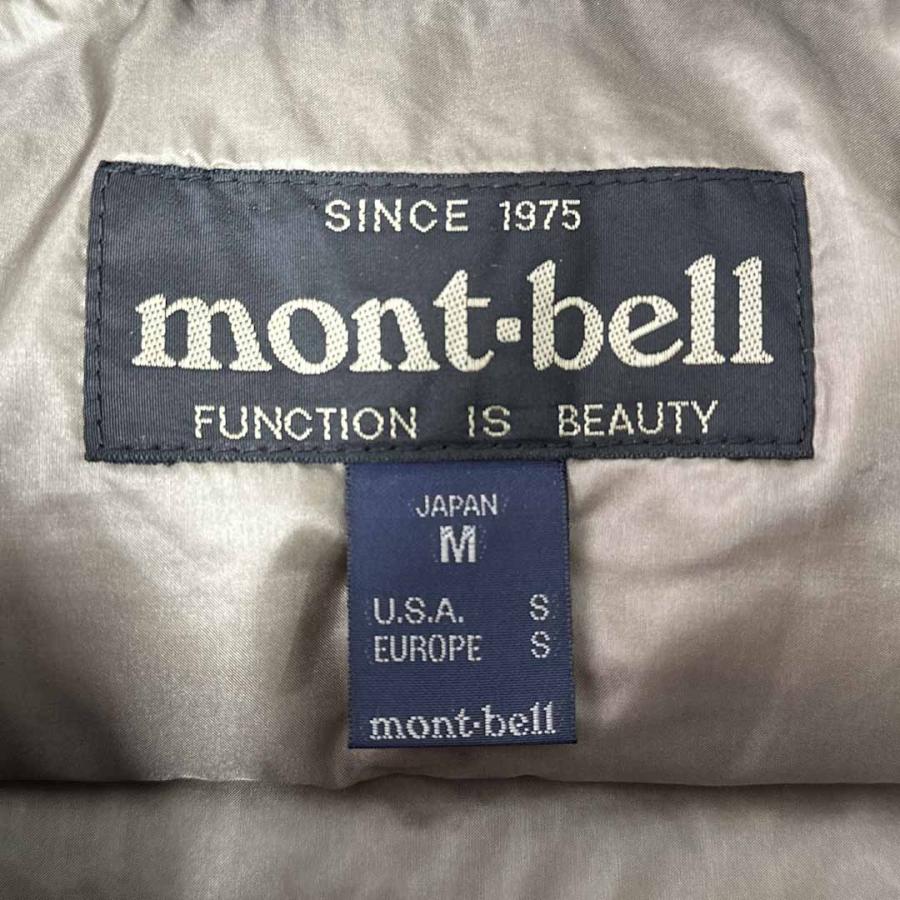 SINCE 1975
mont·bell
FUNCTION IS BEAUTY
JAPAN
M
U.S.A. S
EUROPE S
mont·bell